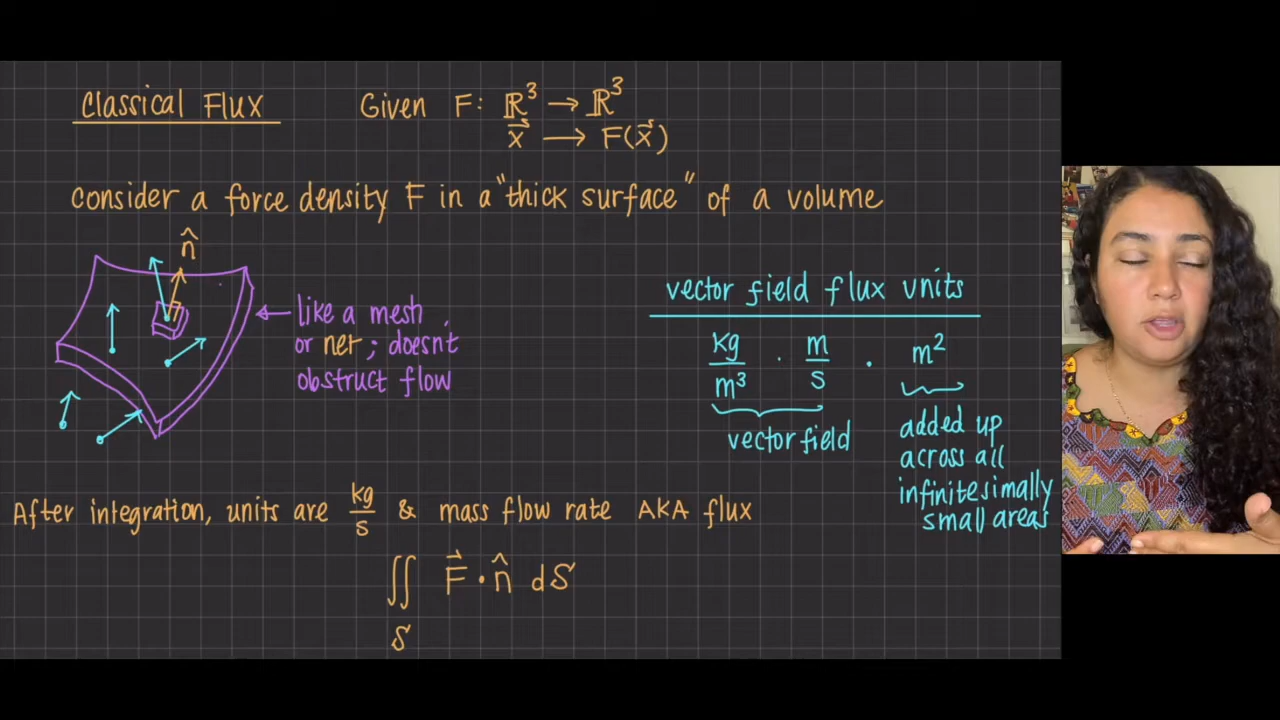 Classical Flux
Given F: ℝ³ → ℝ³
x⃗ → F(x⃗)
Consider a force density F in a "thick surface" of a volume
n̂
like a mesh
or net; doesn't
obstruct flow
vector field flux units
kg/m³ · m/s · m²
vector field
added up
across all
infinitesimally
small areas
After integration, units are kg/s & mass flow rate AKA flux
∬ F⃗ · n̂ dS
S